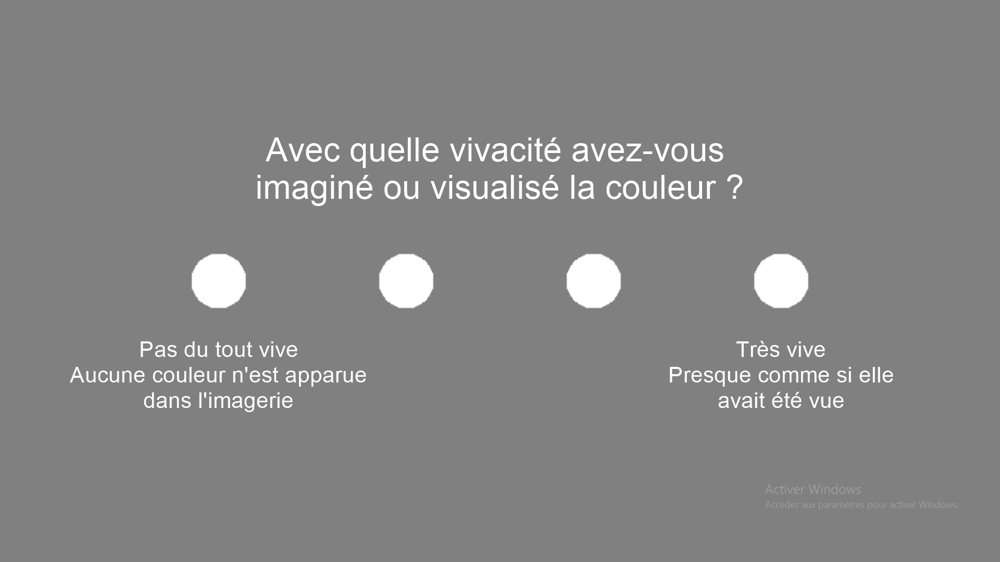 Avec quelle vivacité avez-vous
imaginé ou visualisé la couleur ?
Pas du tout vive
Aucune couleur n'est apparue
dans l'imagerie
Très vive
Presque comme si elle
avait été vue
Activer Windows
Accédez aux paramètres pour activer Windows.